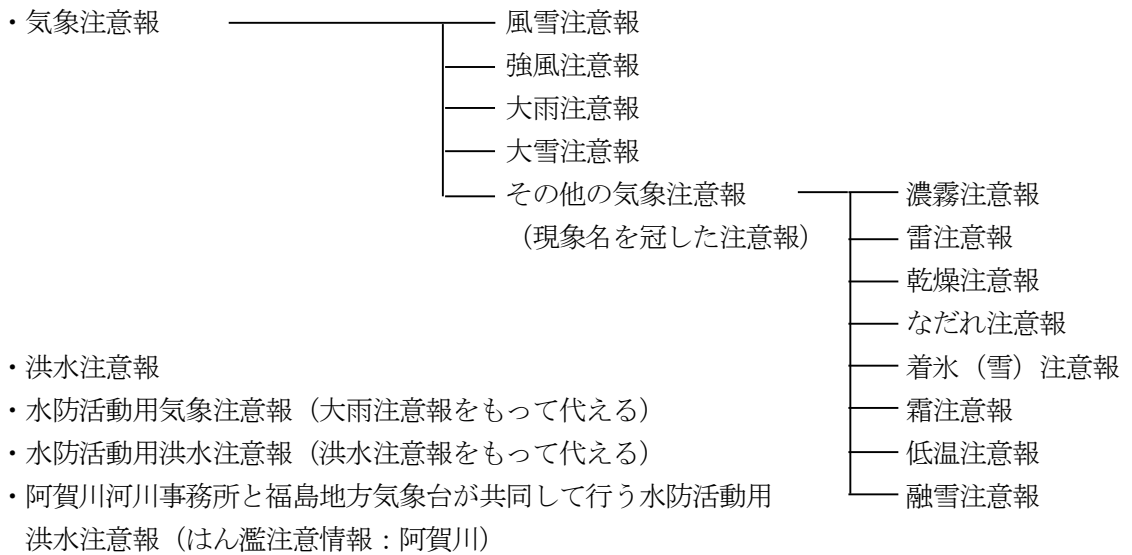 ・気象注意報
風雪注意報
強風注意報
大雨注意報
大雪注意報
その他の気象注意報
(現象名を冠した注意報)
濃霧注意報
雷注意報
乾燥注意報
なだれ注意報
着氷(雪)注意報
霜注意報
低温注意報
融雪注意報
・洪水注意報
・水防活動用気象注意報(大雨注意報をもって代える)
・水防活動用洪水注意報(洪水注意報をもって代える)
・阿賀川河川事務所と福島地方気象台が共同して行う水防活動用
洪水注意報(はん濫注意情報:阿賀川)